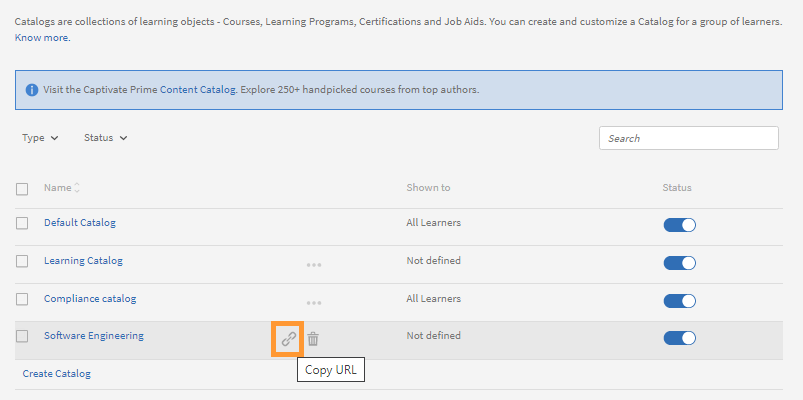 Catalogs are collections of learning objects - Courses, Learning Programs, Certifications and Job Aids. You can create and customize a Catalog for a group of learners.
Know more.
Visit the Captivate Prime Content Catalog. Explore 250+ handpicked courses from top authors.
Type Status Search
Name Shown to Status
Default Catalog All Learners
Learning Catalog Not defined
Compliance catalog All Learners
Software Engineering Not defined
Copy URL
Create Catalog